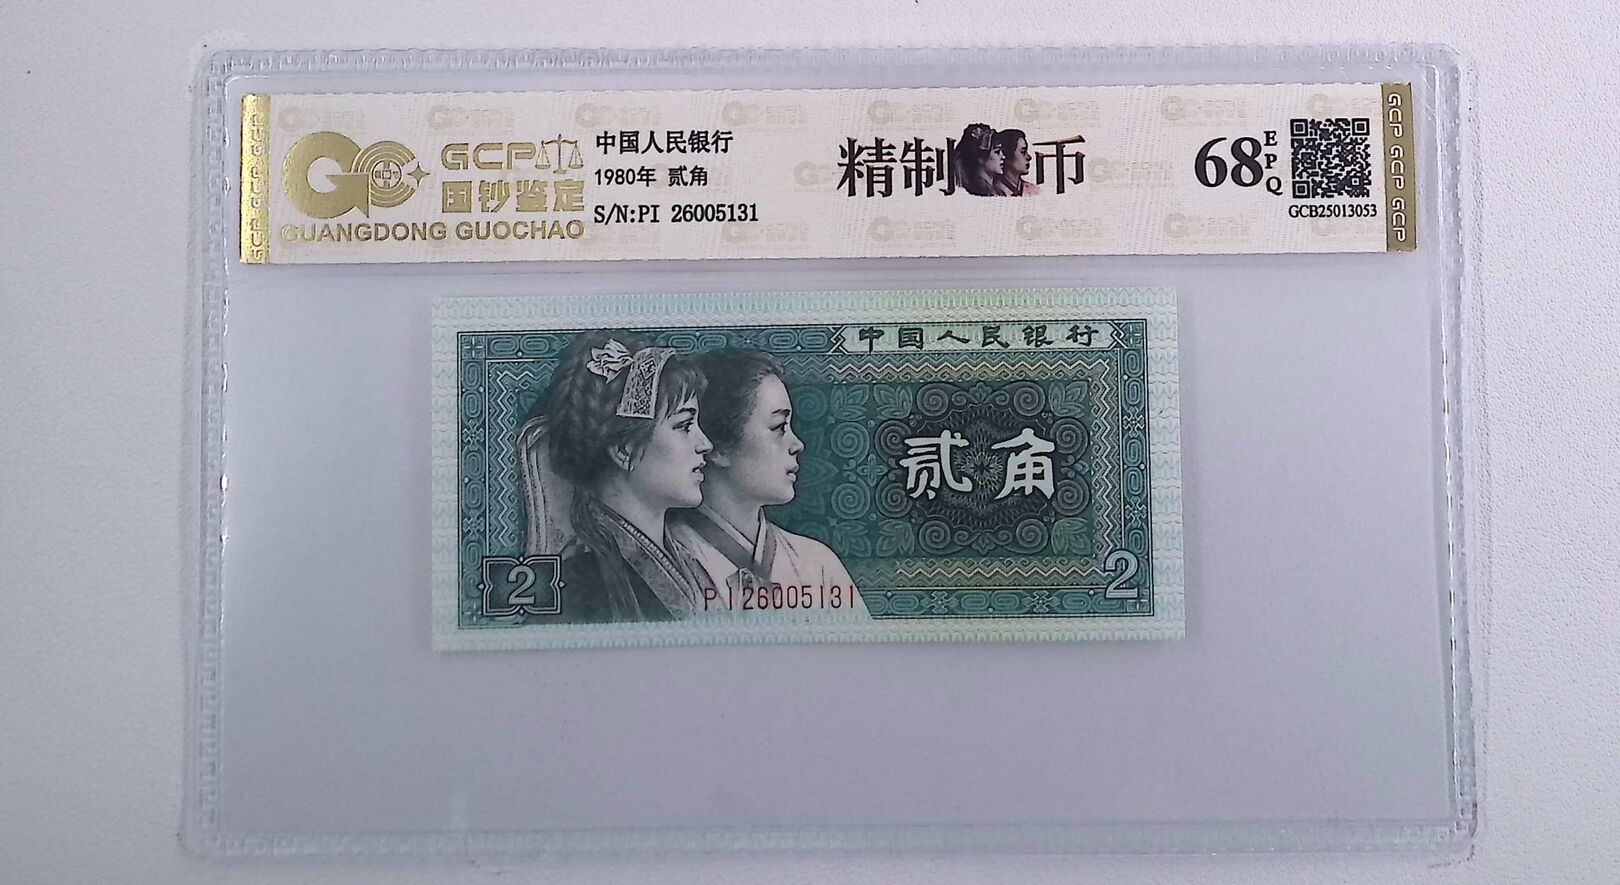 GCP
国钞鉴定
GUANGDONG GUOCHAO
中国人民银行
1980年 贰角
S/N:PI 26005131
精制币
68 EPQ
GCB25013053
GCP GCP GCP
中国人民银行
贰角
2
2
PI26005131